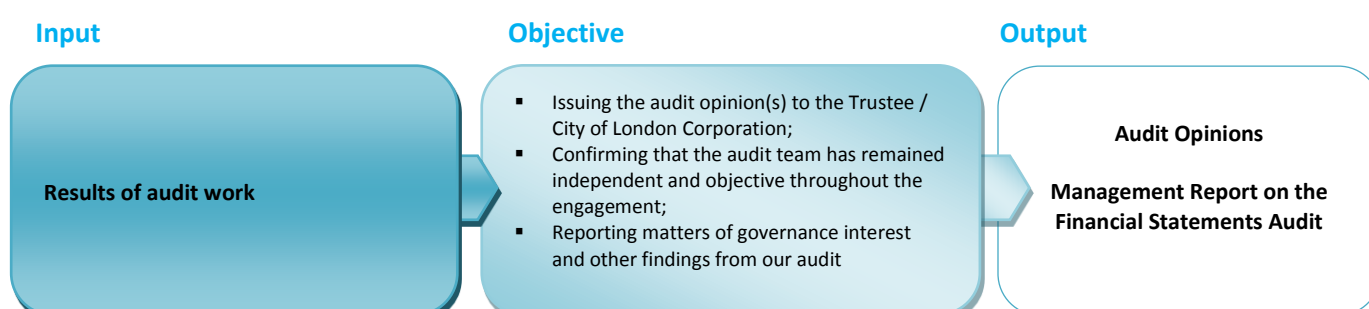 Input
Objective
Output
Results of audit work
▪ Issuing the audit opinion(s) to the Trustee /
City of London Corporation;
▪ Confirming that the audit team has remained
independent and objective throughout the
engagement;
▪ Reporting matters of governance interest
and other findings from our audit
Audit Opinions
Management Report on the
Financial Statements Audit